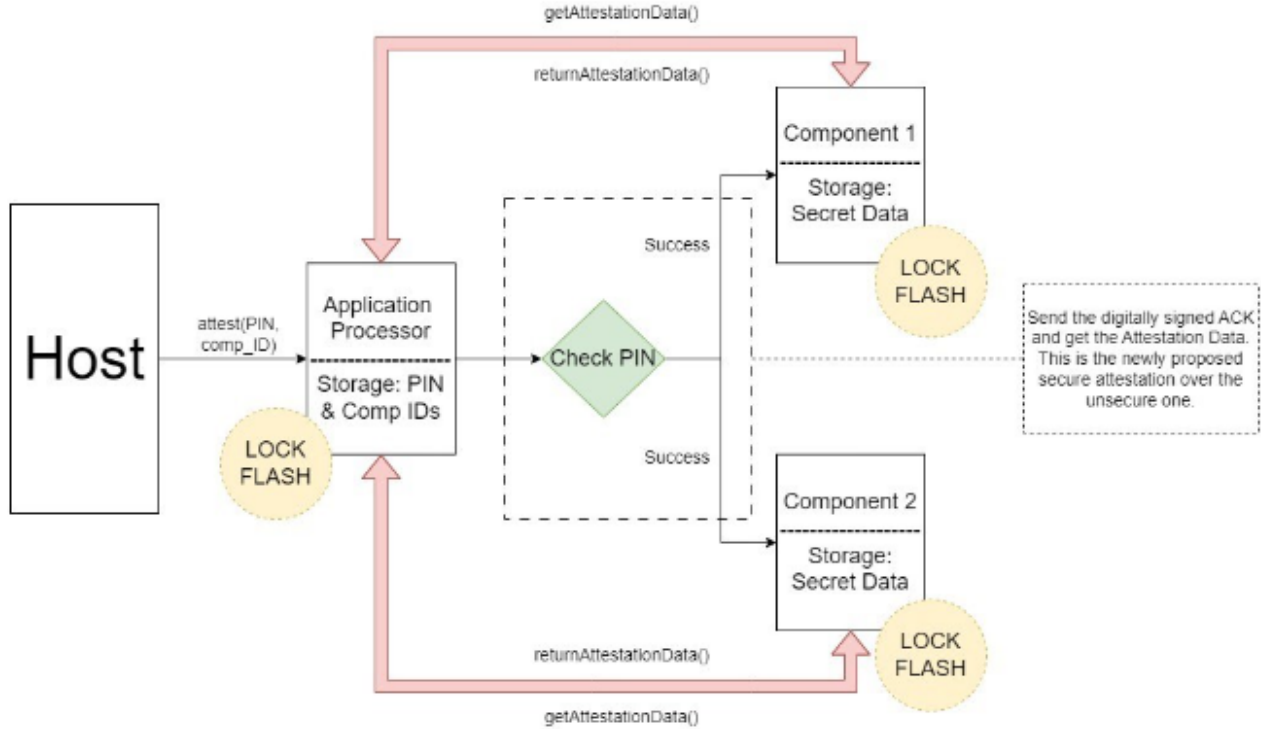 getAttestationData()
returnAttestationData()
Component 1
Storage:
Secret Data
LOCK
FLASH
Success
Host
attest(PIN,
comp_ID)
Application
Processor
Storage: PIN
& Comp IDs
LOCK
FLASH
Check PIN
Send the digitally signed ACK
and get the Attestation Data.
This is the newly proposed
secure attestation over the
unsecure one.
Success
Component 2
Storage:
Secret Data
LOCK
FLASH
returnAttestationData()
getAttestationData()